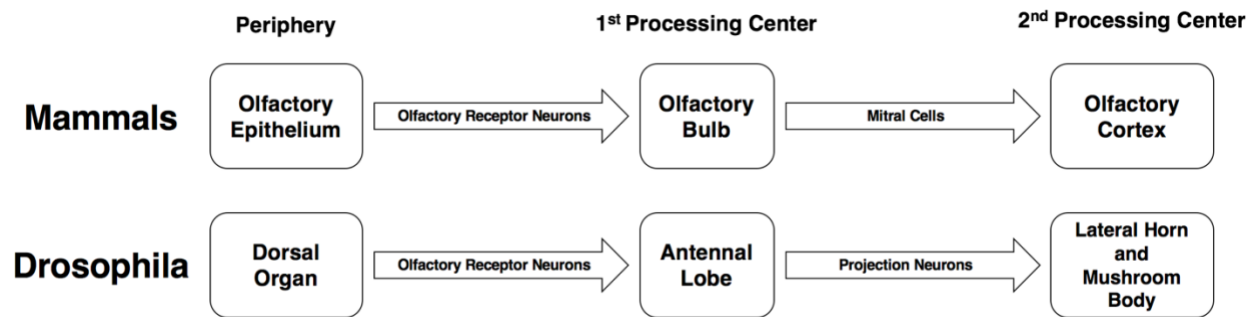 Periphery
1st Processing Center
2nd Processing Center
Mammals
Olfactory
Epithelium
Olfactory Receptor Neurons
Olfactory
Bulb
Mitral Cells
Olfactory
Cortex
Drosophila
Dorsal
Organ
Olfactory Receptor Neurons
Antennal
Lobe
Projection Neurons
Lateral Horn
and
Mushroom
Body